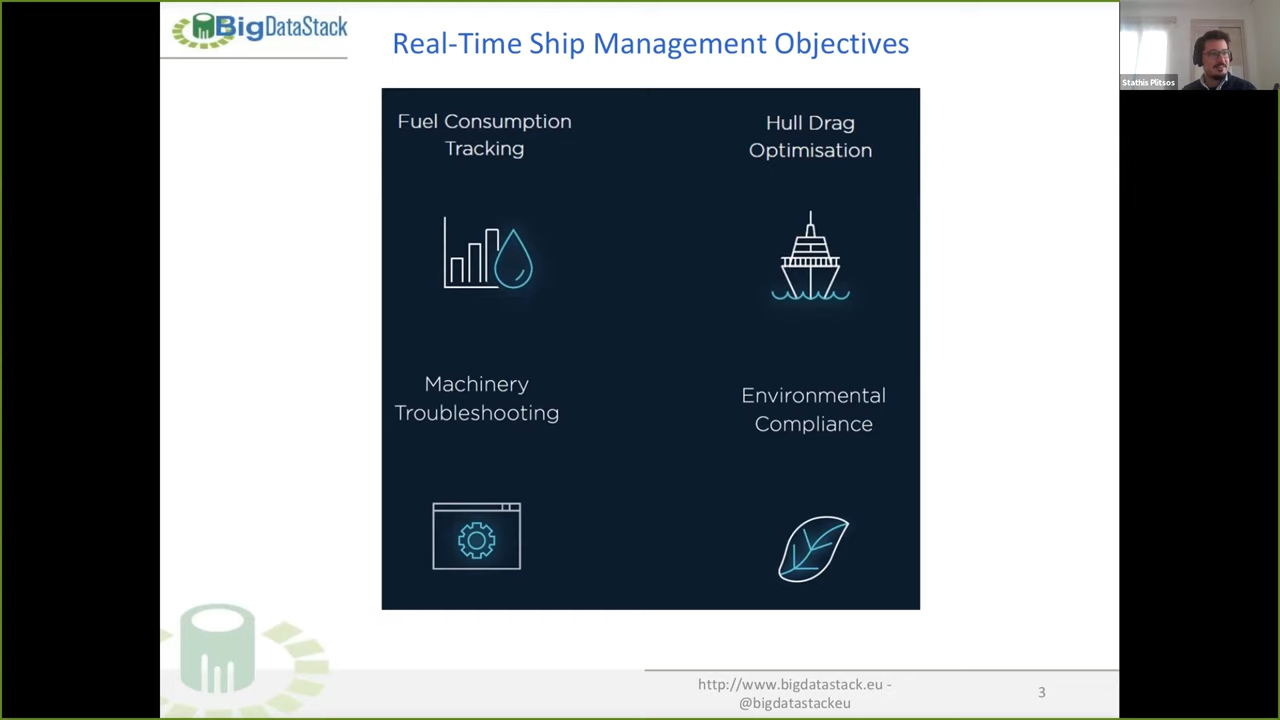 BigDataStack
Real-Time Ship Management Objectives
Stathis Plitsos
Fuel Consumption
Tracking
Hull Drag
Optimisation
Machinery
Troubleshooting
Environmental
Compliance
http://www.bigdatastack.eu -
@bigdatastackeu
3